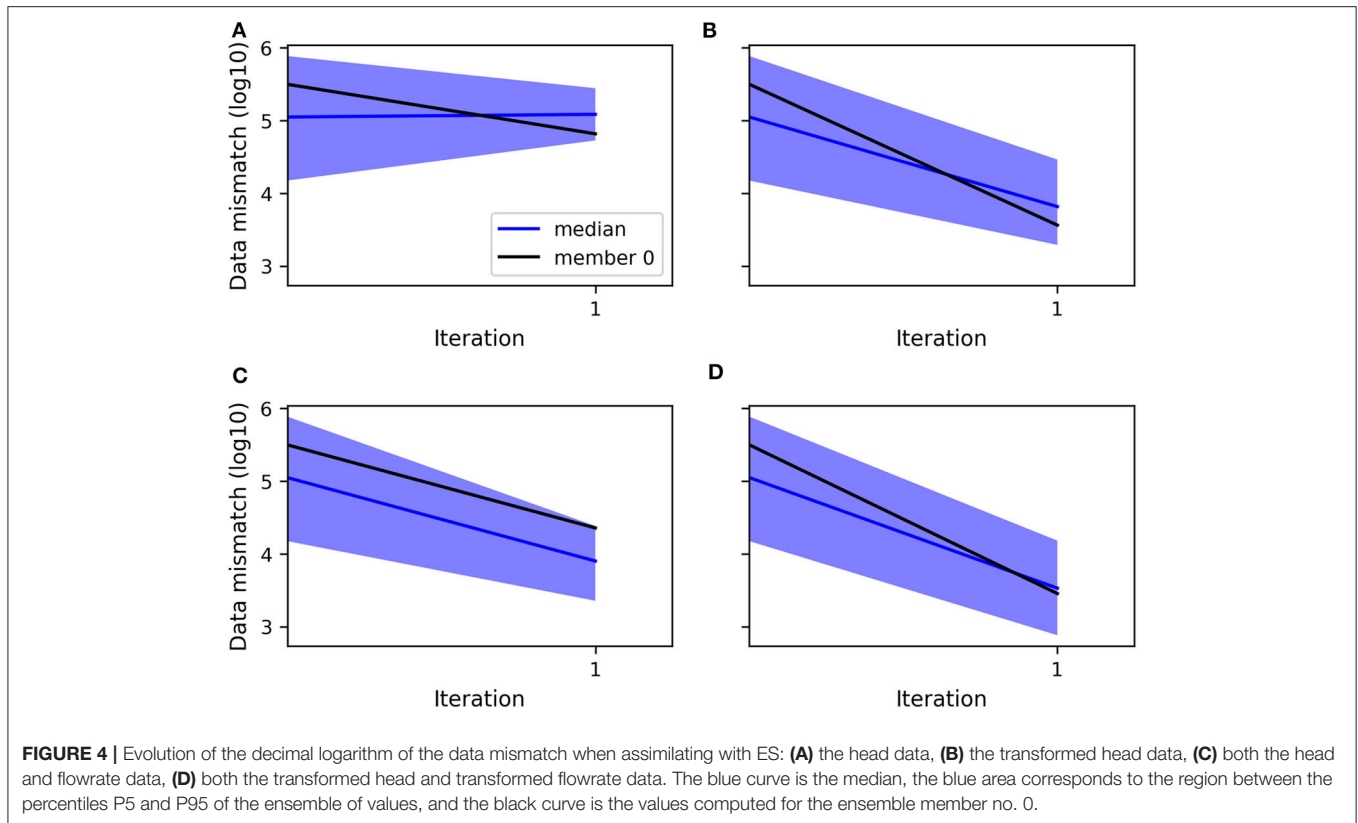 A
B
6
5
4
3
Data mismatch (log10)
median
member 0
1
1
Iteration
Iteration
C
D
6
5
4
3
Data mismatch (log10)
1
1
Iteration
Iteration
FIGURE 4 | Evolution of the decimal logarithm of the data mismatch when assimilating with ES: (A) the head data, (B) the transformed head data, (C) both the head
and flowrate data, (D) both the transformed head and transformed flowrate data. The blue curve is the median, the blue area corresponds to the region between the
percentiles P5 and P95 of the ensemble of values, and the black curve is the values computed for the ensemble member no. 0.